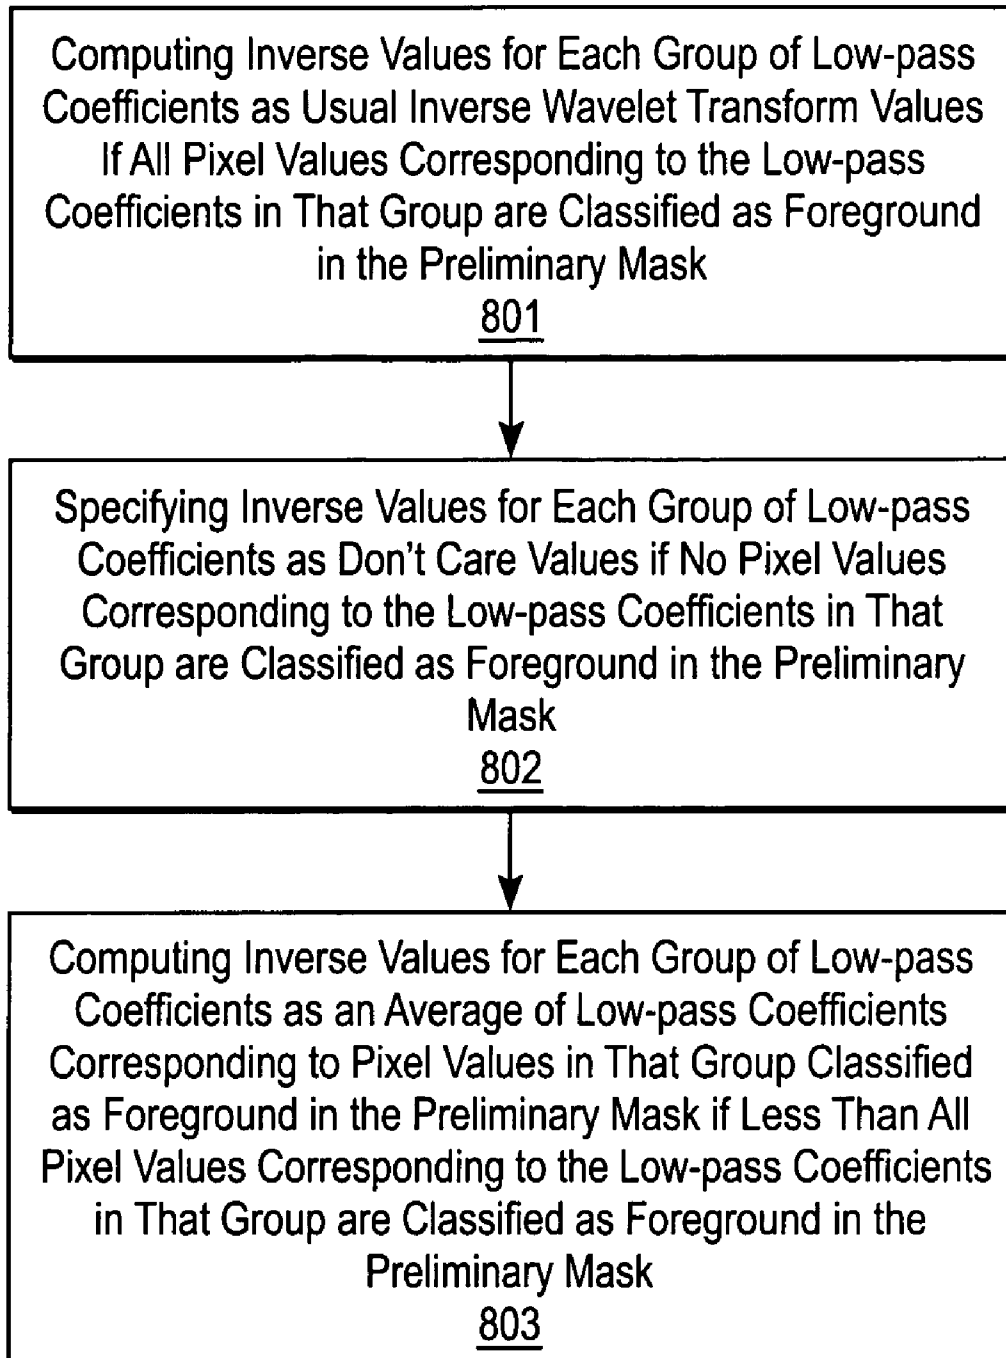 Computing Inverse Values for Each Group of Low-pass
Coefficients as Usual Inverse Wavelet Transform Values
If All Pixel Values Corresponding to the Low-pass
Coefficients in That Group are Classified as Foreground
in the Preliminary Mask
801
Specifying Inverse Values for Each Group of Low-pass
Coefficients as Don't Care Values if No Pixel Values
Corresponding to the Low-pass Coefficients in That
Group are Classified as Foreground in the Preliminary
Mask
802
Computing Inverse Values for Each Group of Low-pass
Coefficients as an Average of Low-pass Coefficients
Corresponding to Pixel Values in That Group Classified
as Foreground in the Preliminary Mask if Less Than All
Pixel Values Corresponding to the Low-pass Coefficients
in That Group are Classified as Foreground in the
Preliminary Mask
803